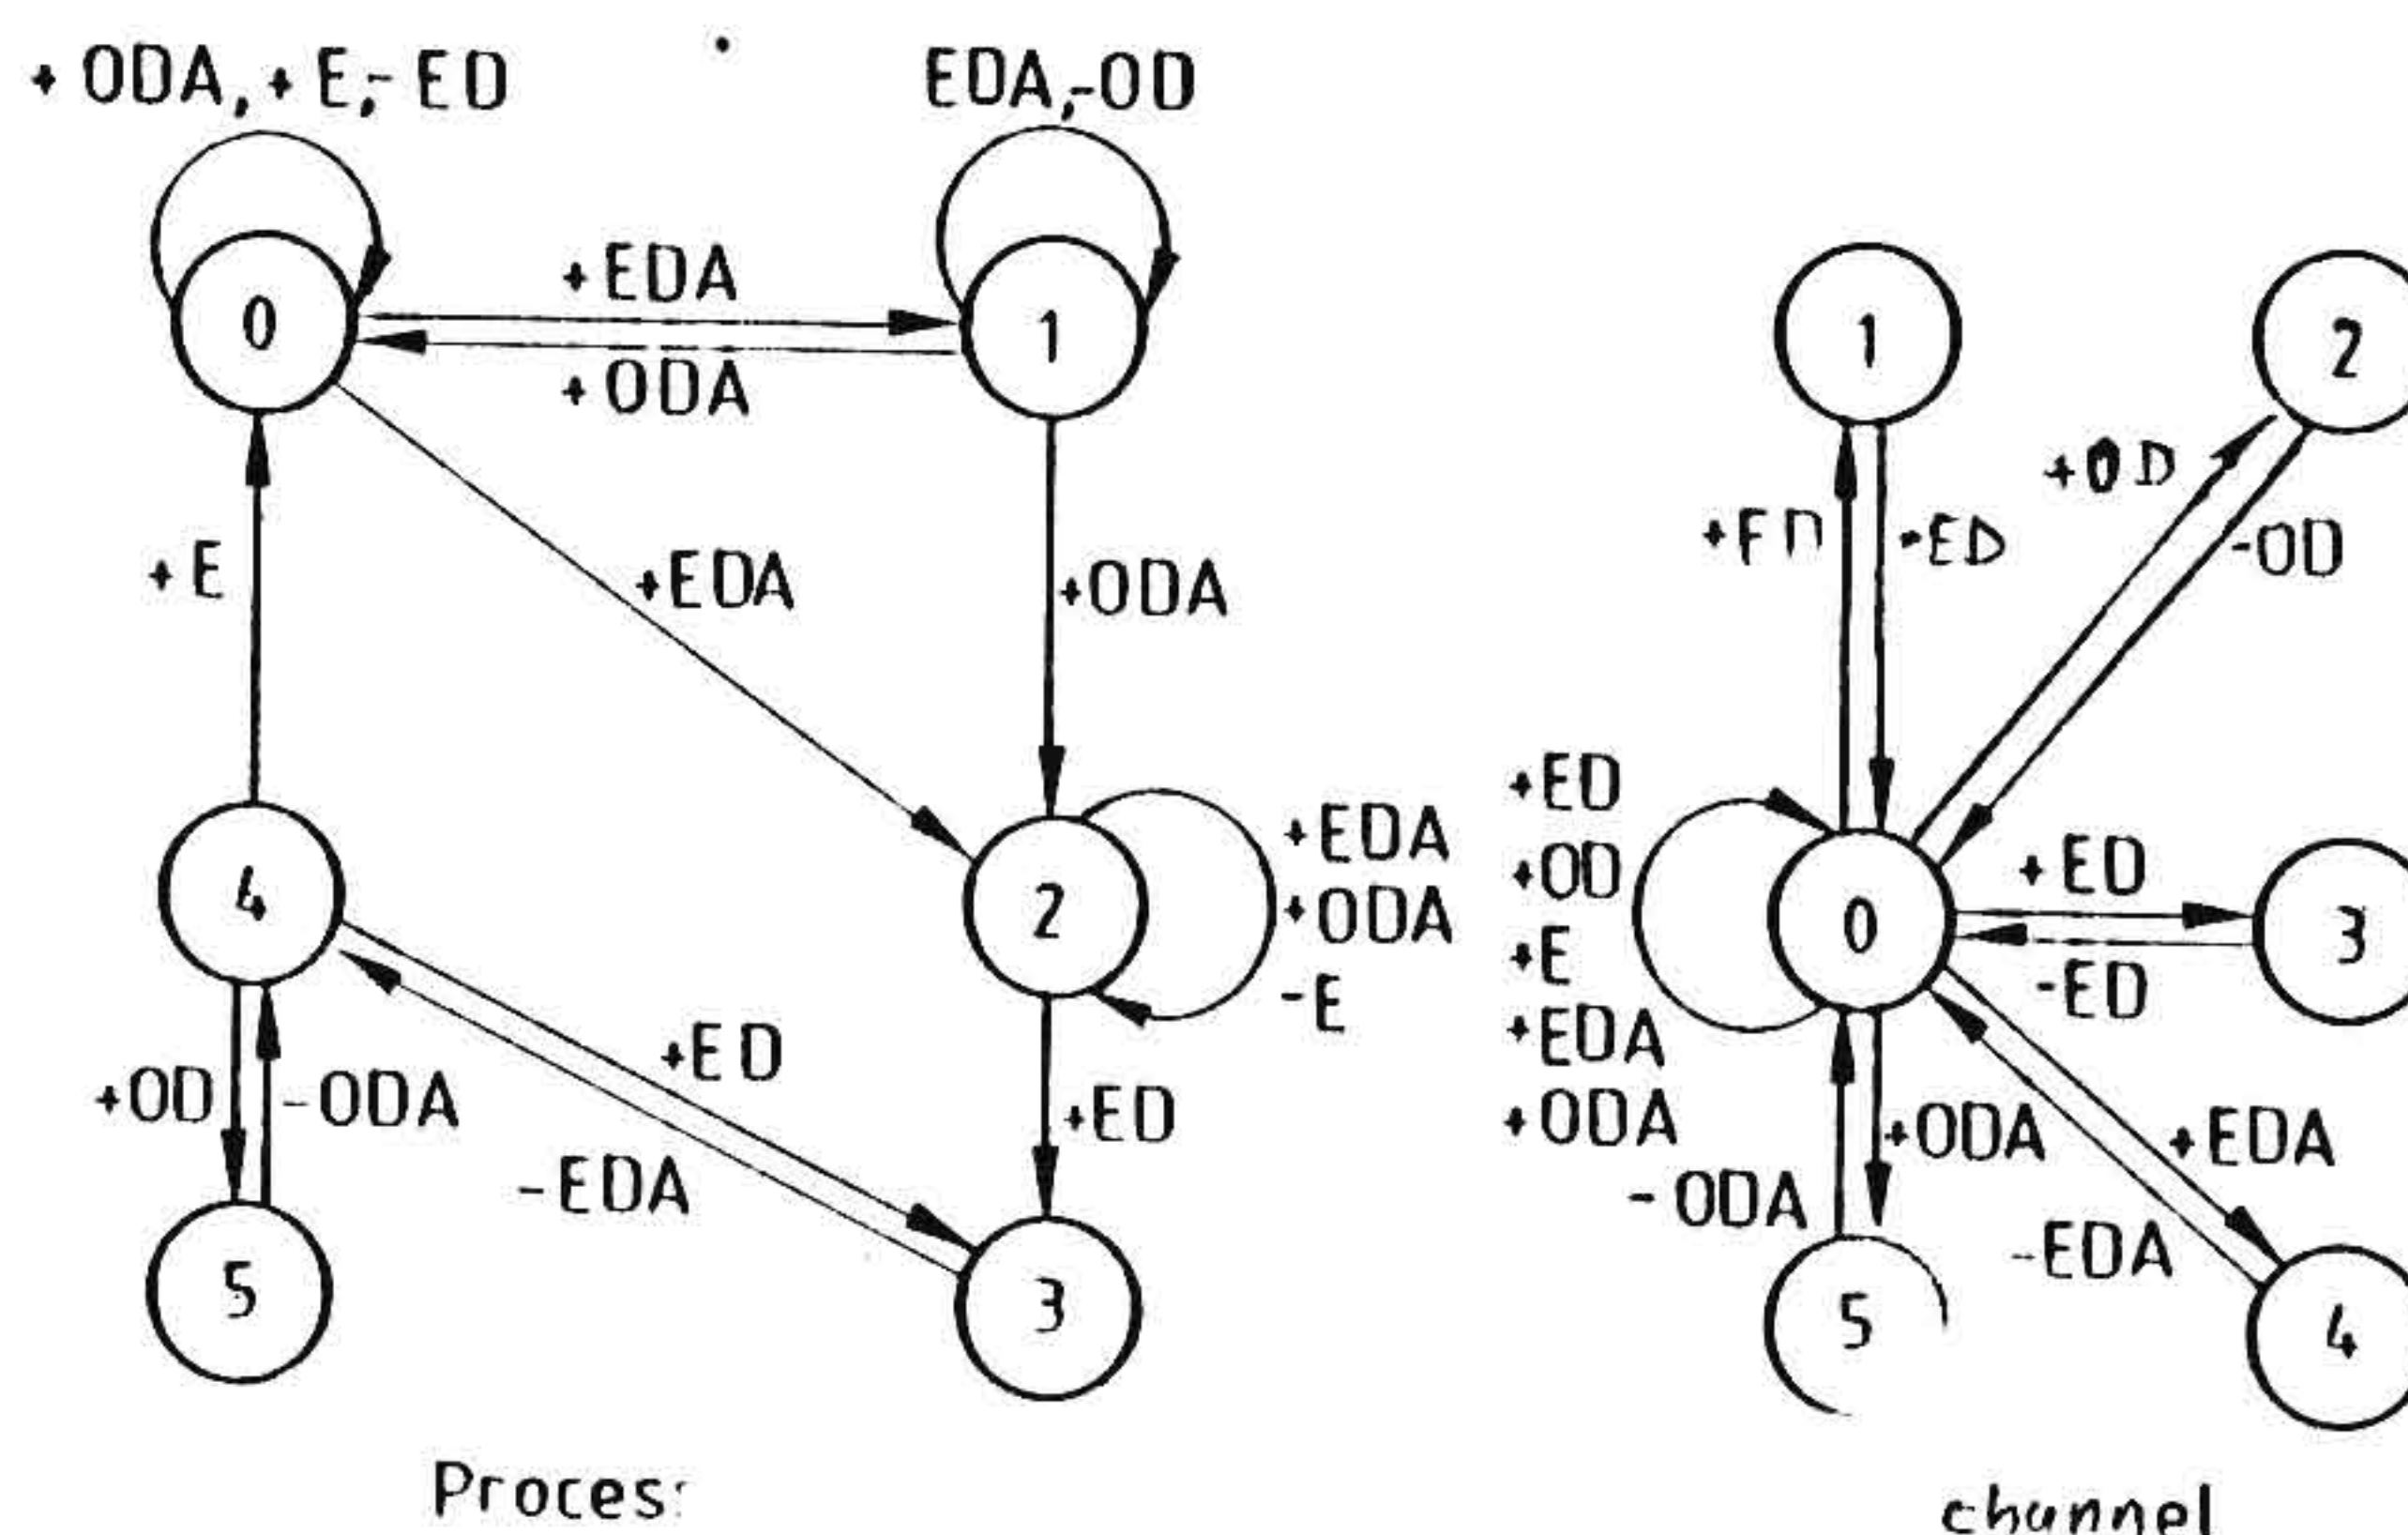 + ODA, + E,- ED
EDA,-OD
0
+EDA
+ODA
1
+E
+EDA
+ODA
4
2
+EDA
+ODA
-E
+OD
-ODA
+ED
-EDA
+ED
5
3
1
2
+OD
-OD
-ED
+ED
+OD
+E
+EDA
+ODA
0
+ED
-ED
3
-ODA
+ODA
+EDA
-EDA
5
4
channel